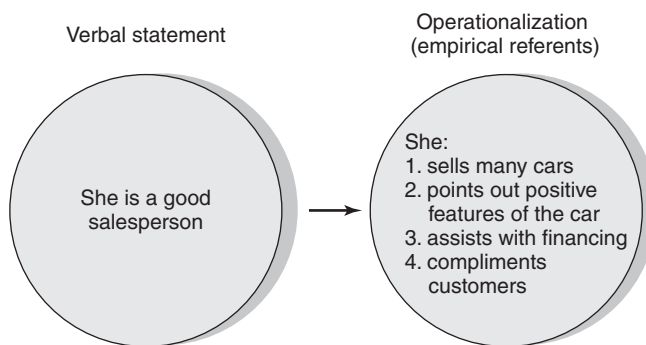 Verbal statement
Operationalization
(empirical referents)
She is a good
salesperson
She:
1. sells many cars
2. points out positive
features of the car
3. assists with financing
4. compliments
customers